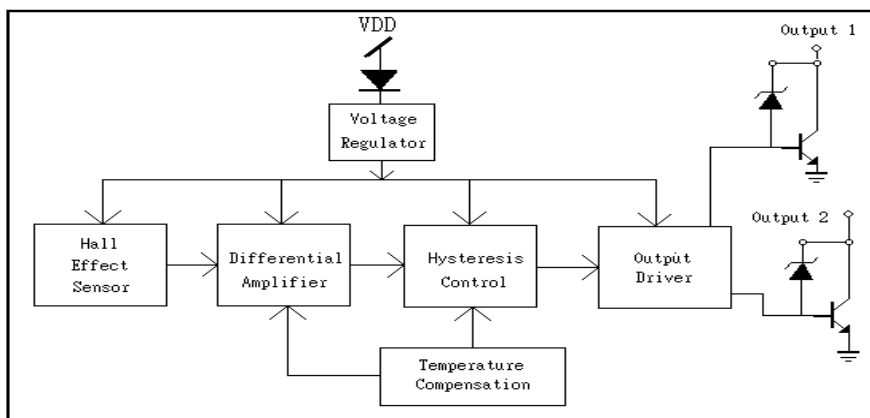 VDD
Output 1
Voltage
Regulator
Output 2
Hall
Effect
Sensor
Differential
Amplifier
Hysteresis
Control
Output
Driver
Temperature
Compensation